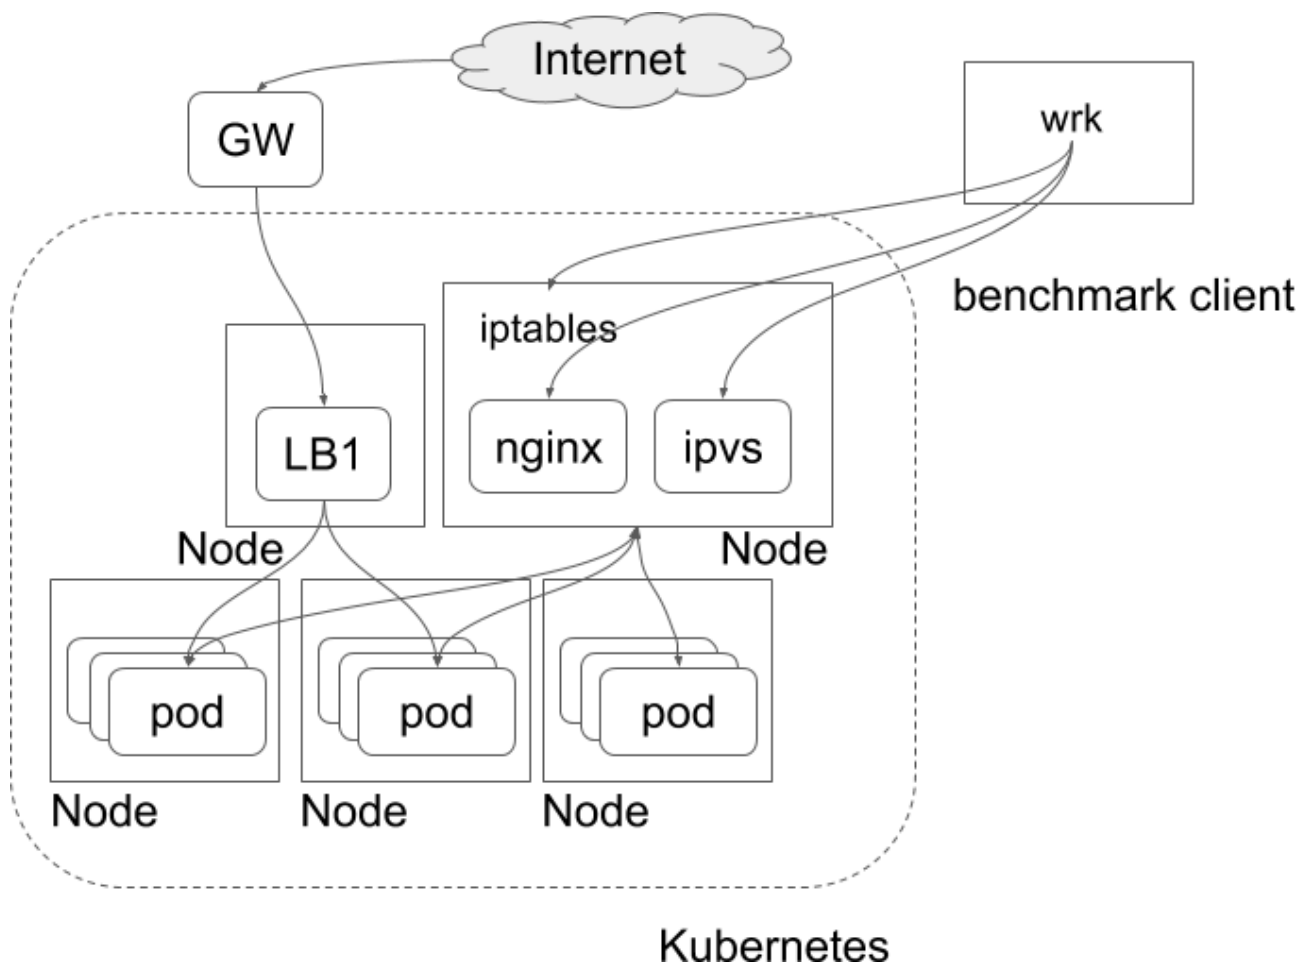 Internet
GW
wrk
benchmark client
iptables
LB1
nginx
ipvs
Node
Node
pod
pod
pod
Node
Node
Node
Kubernetes